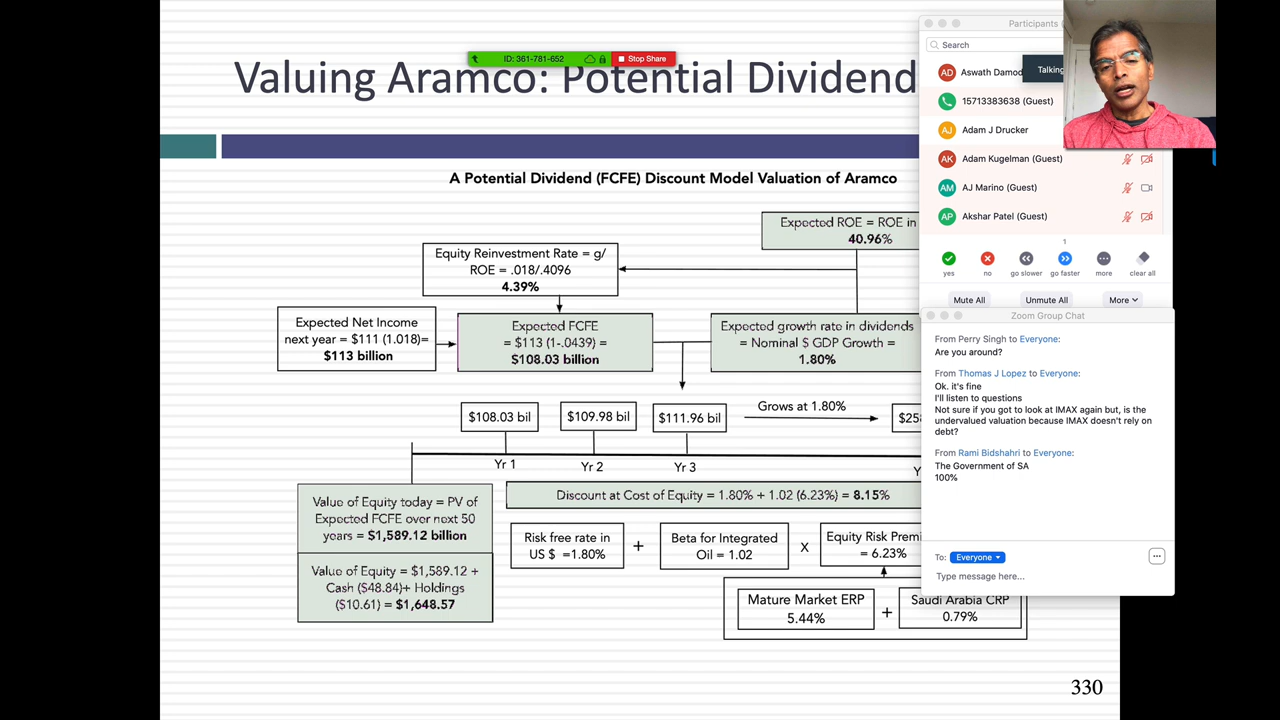 ID: 361-781-652
Stop Share
Valuing Aramco: Potential Dividend
A Potential Dividend (FCFE) Discount Model Valuation of Aramco
Expected ROE = ROE in
40.96%
Equity Reinvestment Rate = g/
ROE = .018/.4096
4.39%
Expected Net Income
next year = $111 (1.018)=
$113 billion
Expected FCFE
= $113 (1-.0439) =
$108.03 billion
Expected growth rate in dividends
= Nominal $ GDP Growth =
1.80%
$108.03 bil
$109.98 bil
$111.96 bil
Grows at 1.80%
Yr 1
Yr 2
Yr 3
Value of Equity today = PV of
Expected FCFE over next 50
years = $1,589.12 billion
Discount at Cost of Equity = 1.80% + 1.02 (6.23%) = 8.15%
Value of Equity = $1,589.12 +
Cash ($48.84)+ Holdings
($10.61) = $1,648.57
Risk free rate in
US $ =1.80%
+
Beta for Integrated
Oil = 1.02
X
Equity Risk Premi
= 6.23%
Mature Market ERP
5.44%
+
Saudi Arabia CRP
0.79%
330
Participants
Search
AD Aswath Damod
Talking
15713383638 (Guest)
AJ Adam J Drucker
AK Adam Kugelman (Guest)
AM AJ Marino (Guest)
AP Akshar Patel (Guest)
1
yes
no
go slower
go faster
more
clear all
Mute All
Unmute All
More
Zoom Group Chat
From Perry Singh to Everyone:
Are you around?
From Thomas J Lopez to Everyone:
Ok. it's fine
I'll listen to questions
Not sure if you got to look at IMAX again but, is the
undervalued valuation because IMAX doesn't rely on
debt?
From Rami Bidshahri to Everyone:
The Government of SA
100%
To: Everyone
Type message here...